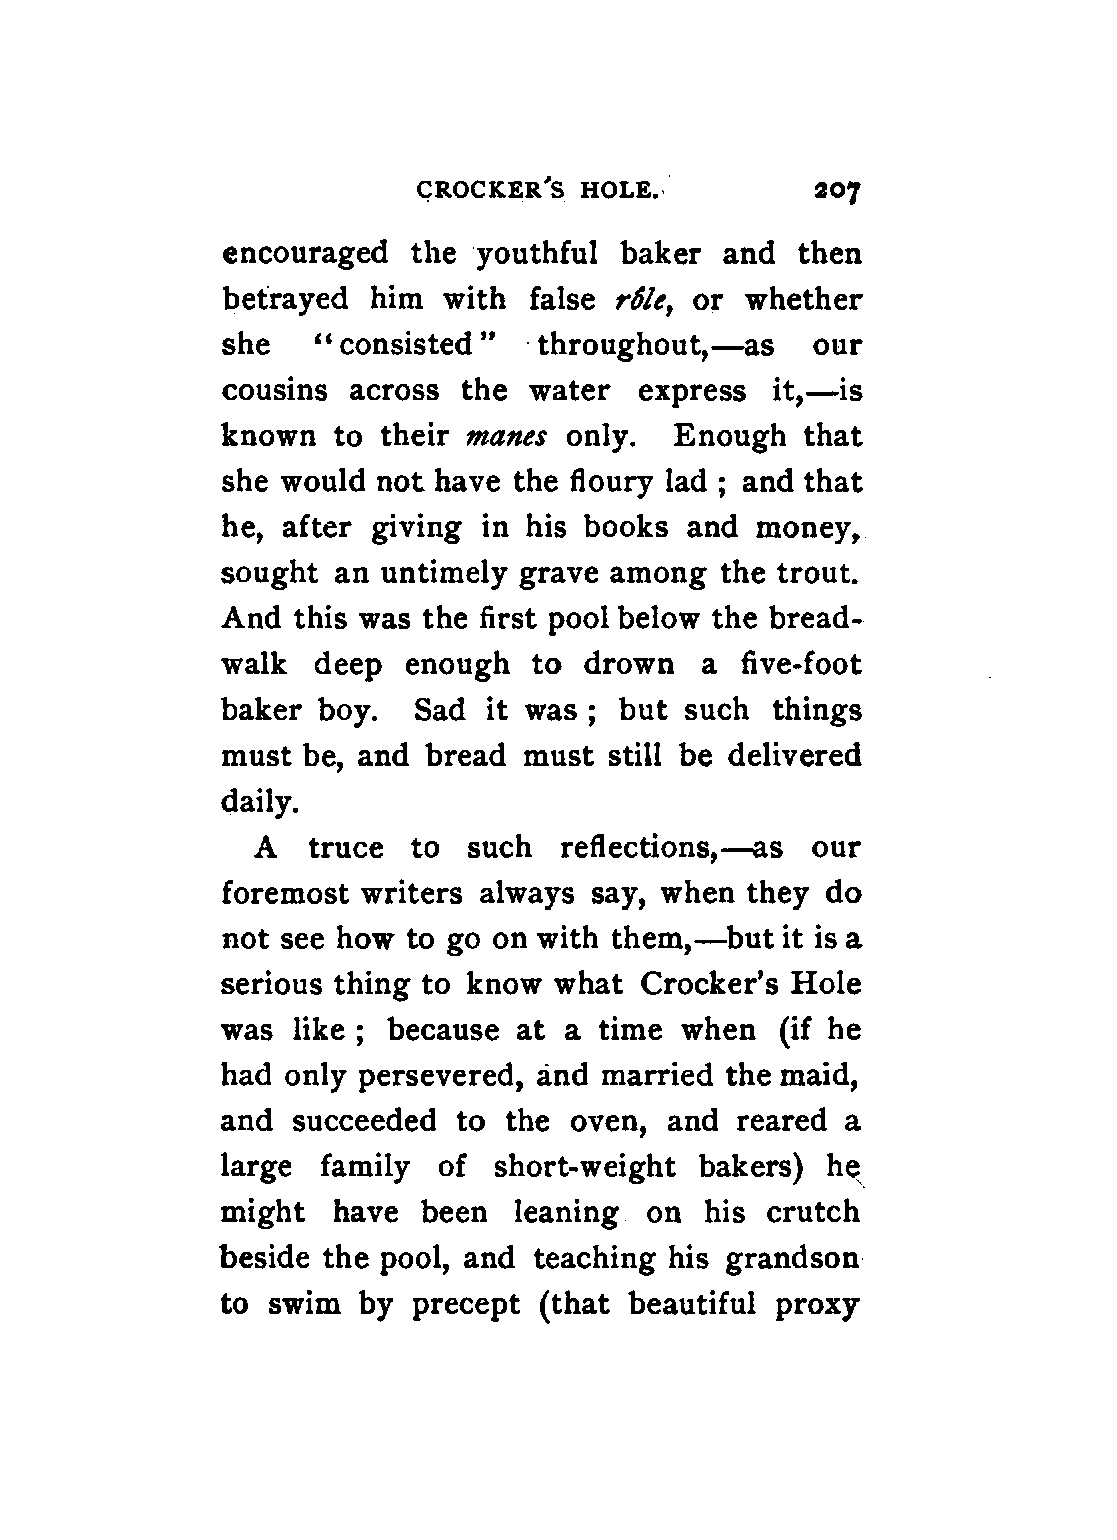 CROCKER'S HOLE. 207
encouraged the youthful baker and then
betrayed him with false rôle, or whether
she “consisted” throughout,—as our
cousins across the water express it,—is
known to their manes only. Enough that
she would not have the floury lad ; and that
he, after giving in his books and money,
sought an untimely grave among the trout.
And this was the first pool below the bread-
walk deep enough to drown a five-foot
baker boy. Sad it was ; but such things
must be, and bread must still be delivered
daily.
A truce to such reflections,—as our
foremost writers always say, when they do
not see how to go on with them,—but it is a
serious thing to know what Crocker's Hole
was like ; because at a time when (if he
had only persevered, and married the maid,
and succeeded to the oven, and reared a
large family of short-weight bakers) he
might have been leaning on his crutch
beside the pool, and teaching his grandson
to swim by precept (that beautiful proxy